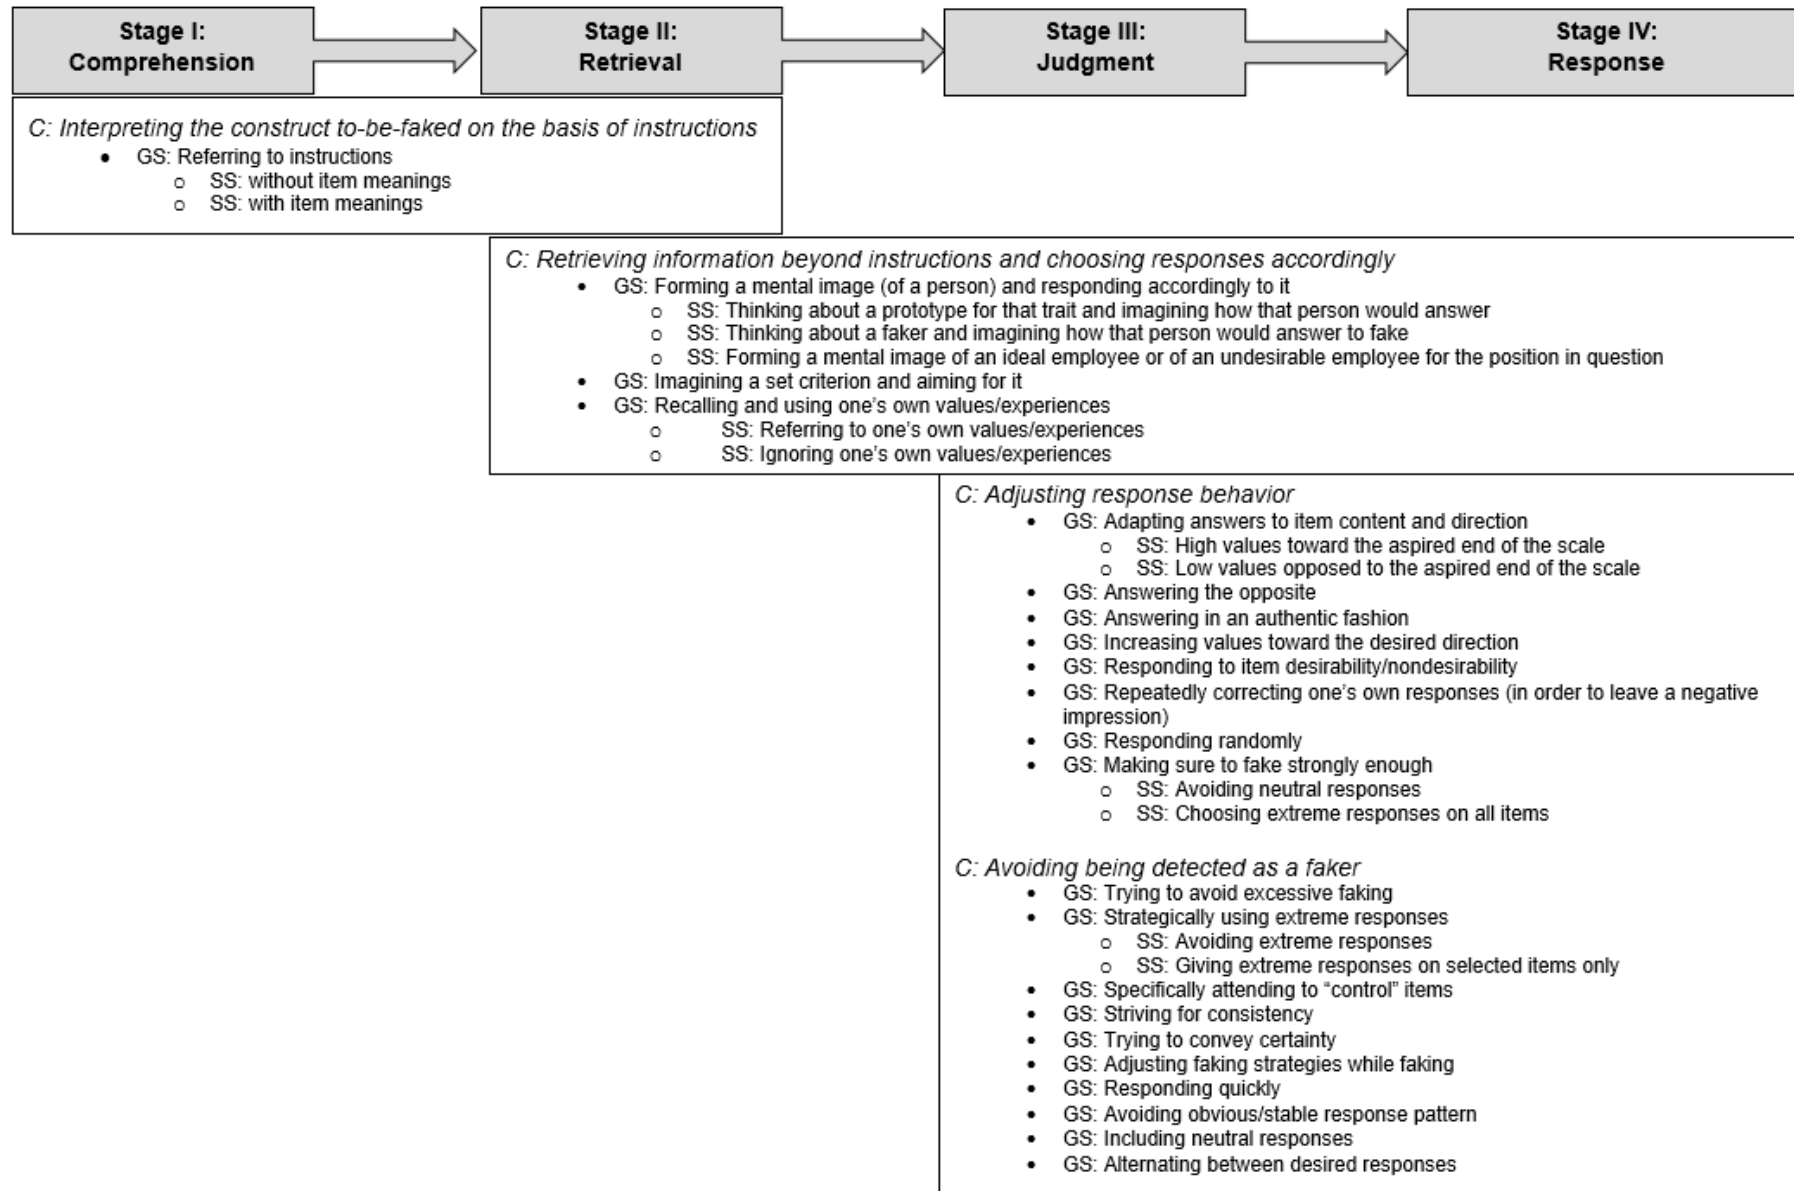 Stage I:
Comprehension
Stage II:
Retrieval
Stage III:
Judgment
Stage IV:
Response
C: Interpreting the construct to-be-faked on the basis of instructions
• GS: Referring to instructions
o SS: without item meanings
o SS: with item meanings
C: Retrieving information beyond instructions and choosing responses accordingly
• GS: Forming a mental image (of a person) and responding accordingly to it
o SS: Thinking about a prototype for that trait and imagining how that person would answer
o SS: Thinking about a faker and imagining how that person would answer to fake
o SS: Forming a mental image of an ideal employee or of an undesirable employee for the position in question
• GS: Imagining a set criterion and aiming for it
• GS: Recalling and using one's own values/experiences
o SS: Referring to one's own values/experiences
o SS: Ignoring one's own values/experiences
C: Adjusting response behavior
• GS: Adapting answers to item content and direction
o SS: High values toward the aspired end of the scale
o SS: Low values opposed to the aspired end of the scale
• GS: Answering the opposite
• GS: Answering in an authentic fashion
• GS: Increasing values toward the desired direction
• GS: Responding to item desirability/nondesirability
• GS: Repeatedly correcting one's own responses (in order to leave a negative
impression)
• GS: Responding randomly
• GS: Making sure to fake strongly enough
o SS: Avoiding neutral responses
o SS: Choosing extreme responses on all items
C: Avoiding being detected as a faker
• GS: Trying to avoid excessive faking
• GS: Strategically using extreme responses
o SS: Avoiding extreme responses
o SS: Giving extreme responses on selected items only
• GS: Specifically attending to “control” items
• GS: Striving for consistency
• GS: Trying to convey certainty
• GS: Adjusting faking strategies while faking
• GS: Responding quickly
• GS: Avoiding obvious/stable response pattern
• GS: Including neutral responses
• GS: Alternating between desired responses